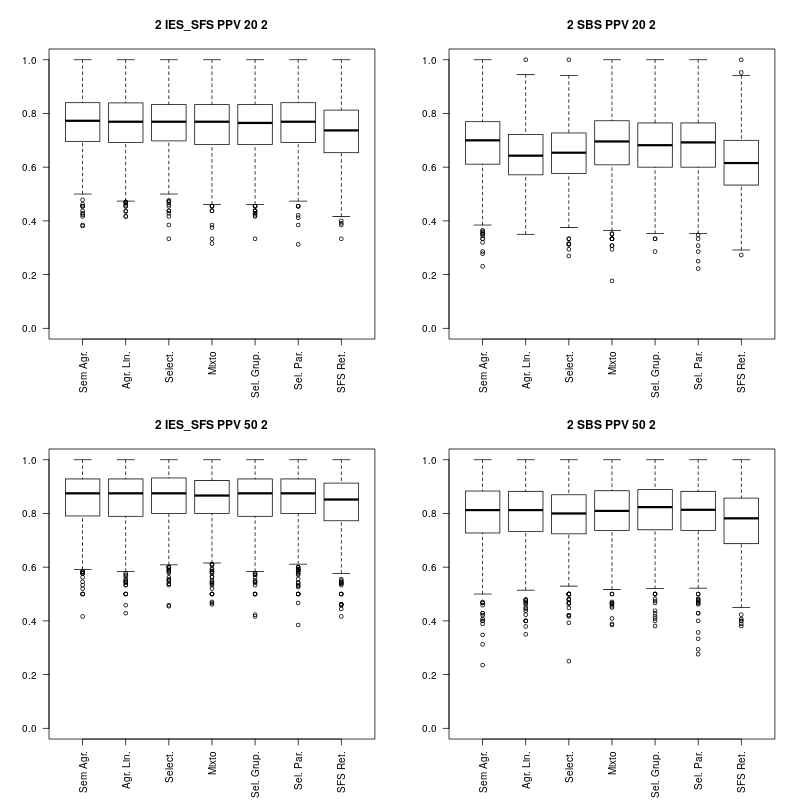 2 IES_SFS PPV 20 2
1.0
0.8
0.6
0.4
0.2
0.0
Sem Agr.
Agr. Lin.
Select.
Mixto
Sel. Grup.
Sel. Par.
SFS Ret.
2 SBS PPV 20 2
1.0
0.8
0.6
0.4
0.2
0.0
Sem Agr.
Agr. Lin.
Select.
Mixto
Sel. Grup.
Sel. Par.
SFS Ret.
2 IES_SFS PPV 50 2
1.0
0.8
0.6
0.4
0.2
0.0
Sem Agr.
Agr. Lin.
Select.
Mixto
Sel. Grup.
Sel. Par.
SFS Ret.
2 SBS PPV 50 2
1.0
0.8
0.6
0.4
0.2
0.0
Sem Agr.
Agr. Lin.
Select.
Mixto
Sel. Grup.
Sel. Par.
SFS Ret.